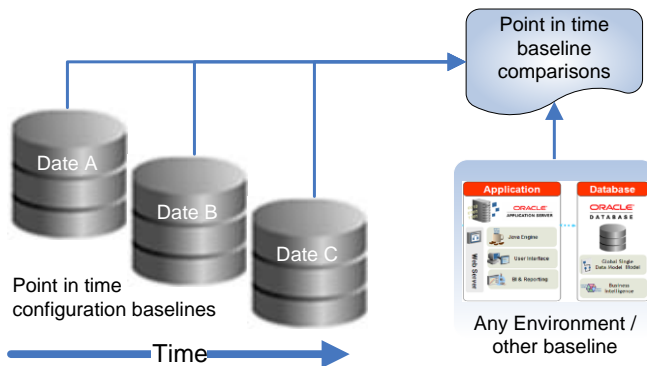 Point in time
baseline
comparisons
Date A
Date B
Date C
Point in time
configuration baselines
Time
Application
Database
ORACLE
APPLICATION SERVER
ORACLE
DATABASE
Web Server
Java Engine
User Interface
BI & Reporting
Global Single
Data Model Model
Business
Intelligence
Any Environment /
other baseline